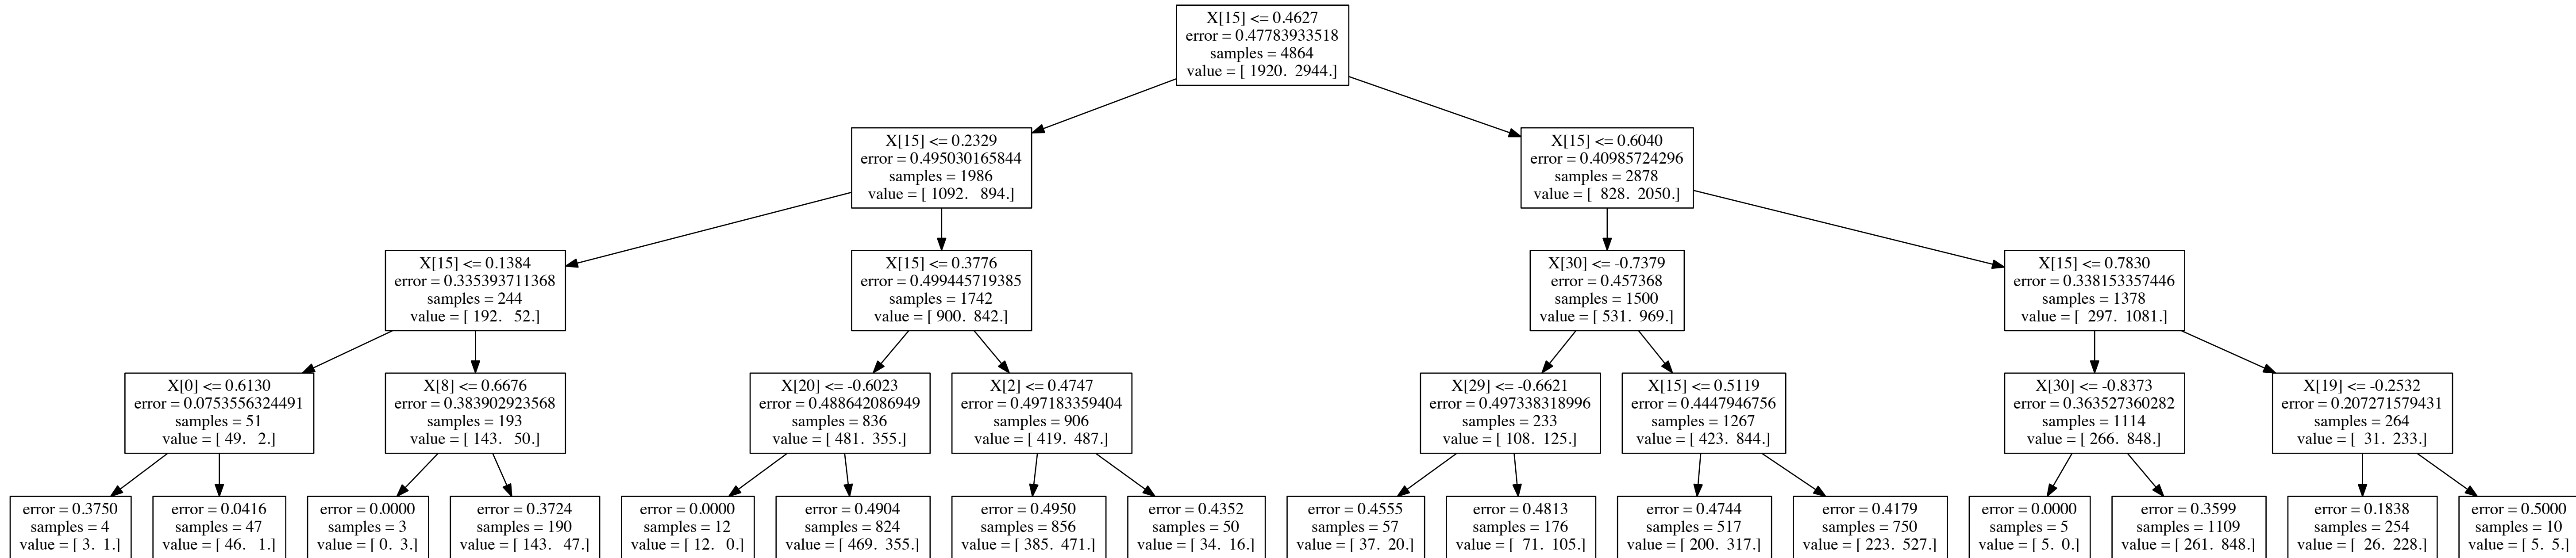 X[15] <= 0.4627
error = 0.47783933518
samples = 4864
value = [ 1920. 2944.]
X[15] <= 0.2329
error = 0.495030165844
samples = 1986
value = [ 1092. 894.]
X[15] <= 0.6040
error = 0.40985724296
samples = 2878
value = [ 828. 2050.]
X[15] <= 0.1384
error = 0.335393711368
samples = 244
value = [ 192. 52.]
X[15] <= 0.3776
error = 0.499445719385
samples = 1742
value = [ 900. 842.]
X[30] <= -0.7379
error = 0.457368
samples = 1500
value = [ 531. 969.]
X[15] <= 0.7830
error = 0.338153357446
samples = 1378
value = [ 297. 1081.]
X[0] <= 0.6130
error = 0.0753556324491
samples = 51
value = [ 49. 2.]
X[8] <= 0.6676
error = 0.383902923568
samples = 193
value = [ 143. 50.]
X[20] <= -0.6023
error = 0.488642086949
samples = 836
value = [ 481. 355.]
X[2] <= 0.4747
error = 0.497183359404
samples = 906
value = [ 419. 487.]
X[29] <= -0.6621
error = 0.497338318996
samples = 233
value = [ 108. 125.]
X[15] <= 0.5119
error = 0.4447946756
samples = 1267
value = [ 423. 844.]
X[30] <= -0.8373
error = 0.363527360282
samples = 1114
value = [ 266. 848.]
X[19] <= -0.2532
error = 0.207271579431
samples = 264
value = [ 31. 233.]
error = 0.3750
samples = 4
value = [ 3. 1.]
error = 0.0416
samples = 47
value = [ 46. 1.]
error = 0.0000
samples = 3
value = [ 0. 3.]
error = 0.3724
samples = 190
value = [ 143. 47.]
error = 0.0000
samples = 12
value = [ 12. 0.]
error = 0.4904
samples = 824
value = [ 469. 355.]
error = 0.4950
samples = 856
value = [ 385. 471.]
error = 0.4352
samples = 50
value = [ 34. 16.]
error = 0.4555
samples = 57
value = [ 37. 20.]
error = 0.4813
samples = 176
value = [ 71. 105.]
error = 0.4744
samples = 517
value = [ 200. 317.]
error = 0.4179
samples = 750
value = [ 223. 527.]
error = 0.0000
samples = 5
value = [ 5. 0.]
error = 0.3599
samples = 1109
value = [ 261. 848.]
error = 0.1838
samples = 254
value = [ 26. 228.]
error = 0.5000
samples = 10
value = [ 5. 5.]